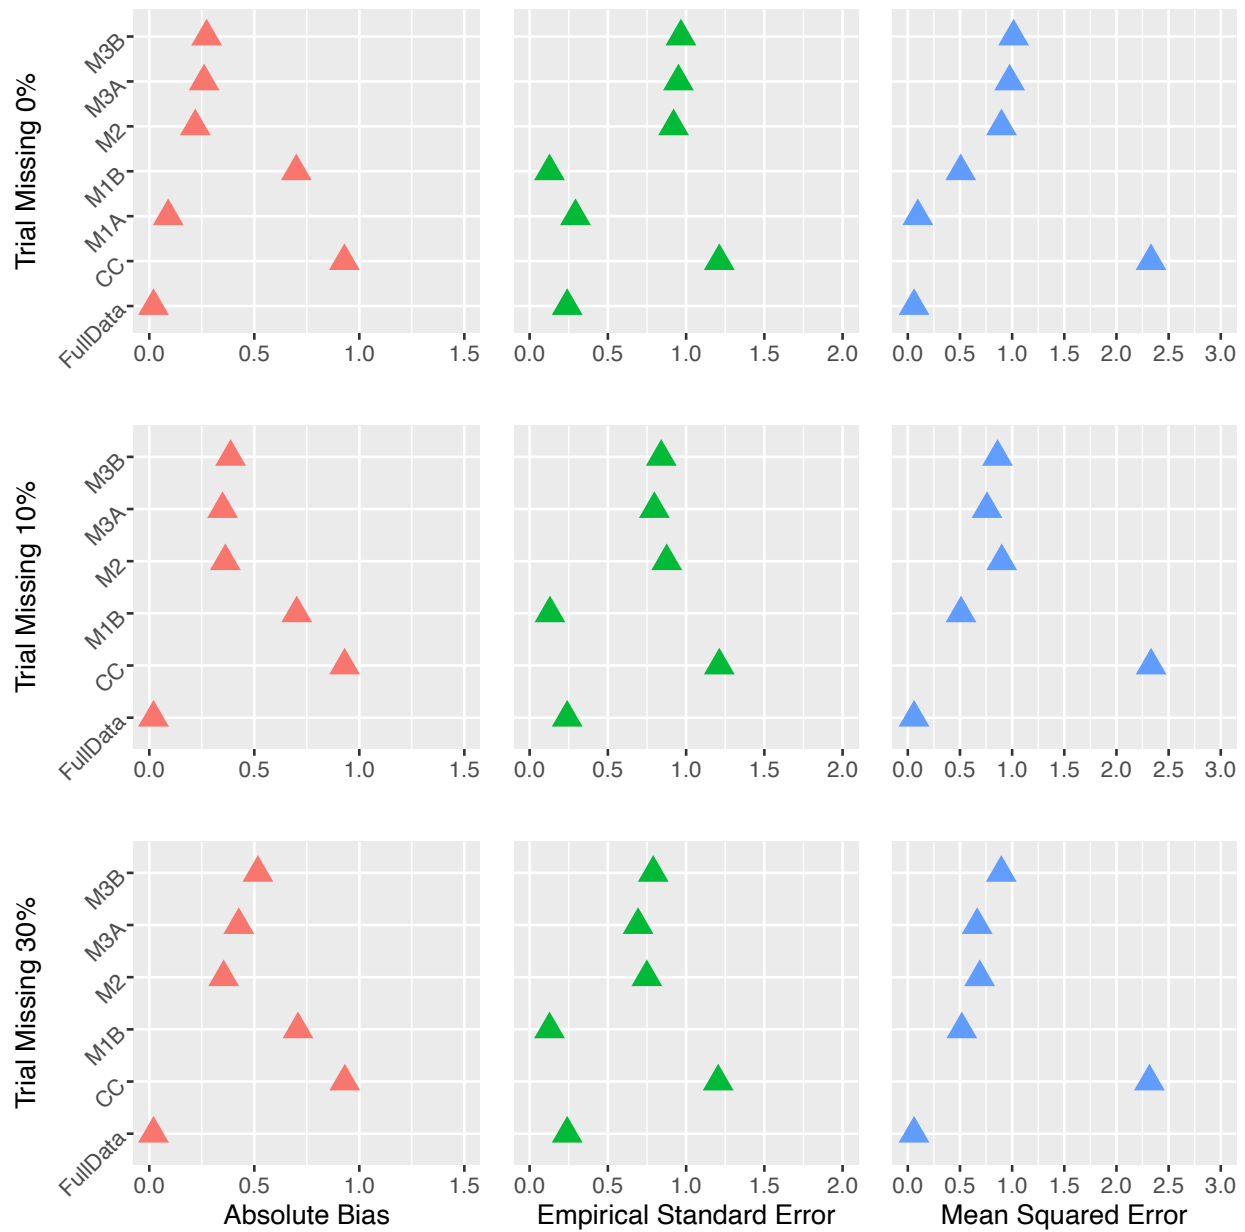 Trial Missing 0%
M3B
M3A
M2
M1B
M1A
CC
FullData
0.0 0.5 1.0 1.5
0.0 0.5 1.0 1.5 2.0
0.0 0.5 1.0 1.5 2.0 2.5 3.0
Trial Missing 10%
M3B
M3A
M2
M1B
CC
FullData
0.0 0.5 1.0 1.5
0.0 0.5 1.0 1.5 2.0
0.0 0.5 1.0 1.5 2.0 2.5 3.0
Trial Missing 30%
M3B
M3A
M2
M1B
CC
FullData
0.0 0.5 1.0 1.5
0.0 0.5 1.0 1.5 2.0
0.0 0.5 1.0 1.5 2.0 2.5 3.0
Absolute Bias
Empirical Standard Error
Mean Squared Error